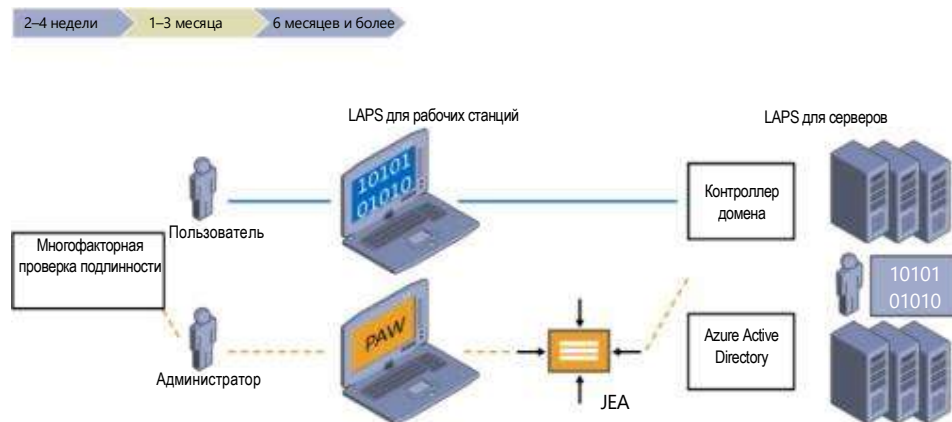 2–4 недели
1–3 месяца
6 месяцев и более
LAPS для рабочих станций
LAPS для серверов
10101
01010
Контроллер
домена
Пользователь
Многофакторная
проверка подлинности
10101
01010
PAW
Azure Active
Directory
Администратор
JEA